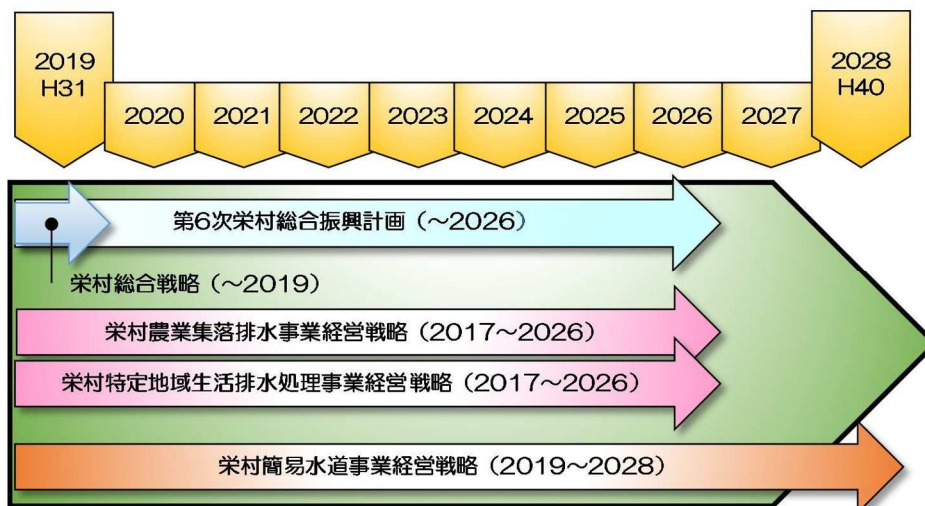 2019
H31
2020
2021
2022
2023
2024
2025
2026
2027
2028
H40
第6次栄村総合振興計画（～2026）
栄村総合戦略（～2019）
栄村農業集落排水事業経営戦略（2017～2026）
栄村特定地域生活排水処理事業経営戦略（2017～2026）
栄村簡易水道事業経営戦略（2019～2028）